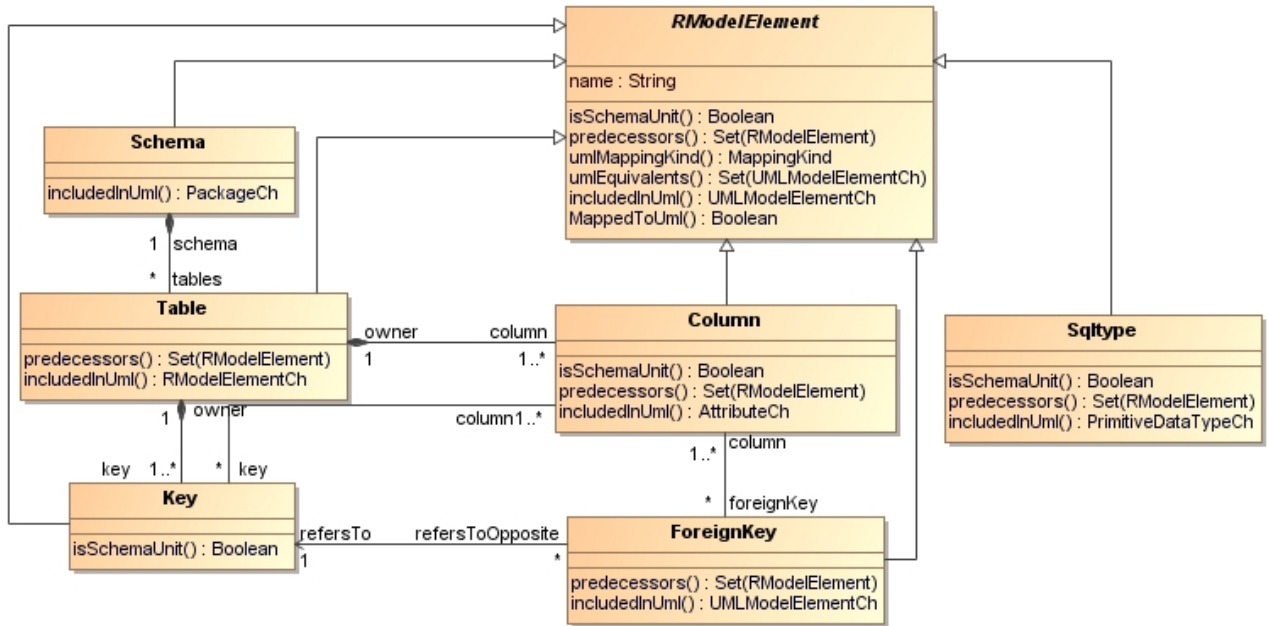 RModelElement
name : String
isSchemaUnit() : Boolean
predecessors() : Set(RModelElement)
umlMappingKind() : MappingKind
umlEquivalents() : Set(UMLModelElementCh)
includedInUml() : UMLModelElementCh
MappedToUml() : Boolean
Schema
includedInUml() : PackageCh
1 schema
* tables
Table
predecessors() : Set(RModelElement)
includedInUml() : RModelElementCh
owner
1
column
1..*
Column
isSchemaUnit() : Boolean
predecessors() : Set(RModelElement)
includedInUml() : AttributeCh
Sqltype
isSchemaUnit() : Boolean
predecessors() : Set(RModelElement)
includedInUml() : PrimitiveDataTypeCh
1 owner
column1..*
key 1..*
* key
column
1..*
* foreignKey
Key
isSchemaUnit() : Boolean
refersTo
1
refersToOpposite
*
ForeignKey
predecessors() : Set(RModelElement)
includedInUml() : UMLModelElementCh